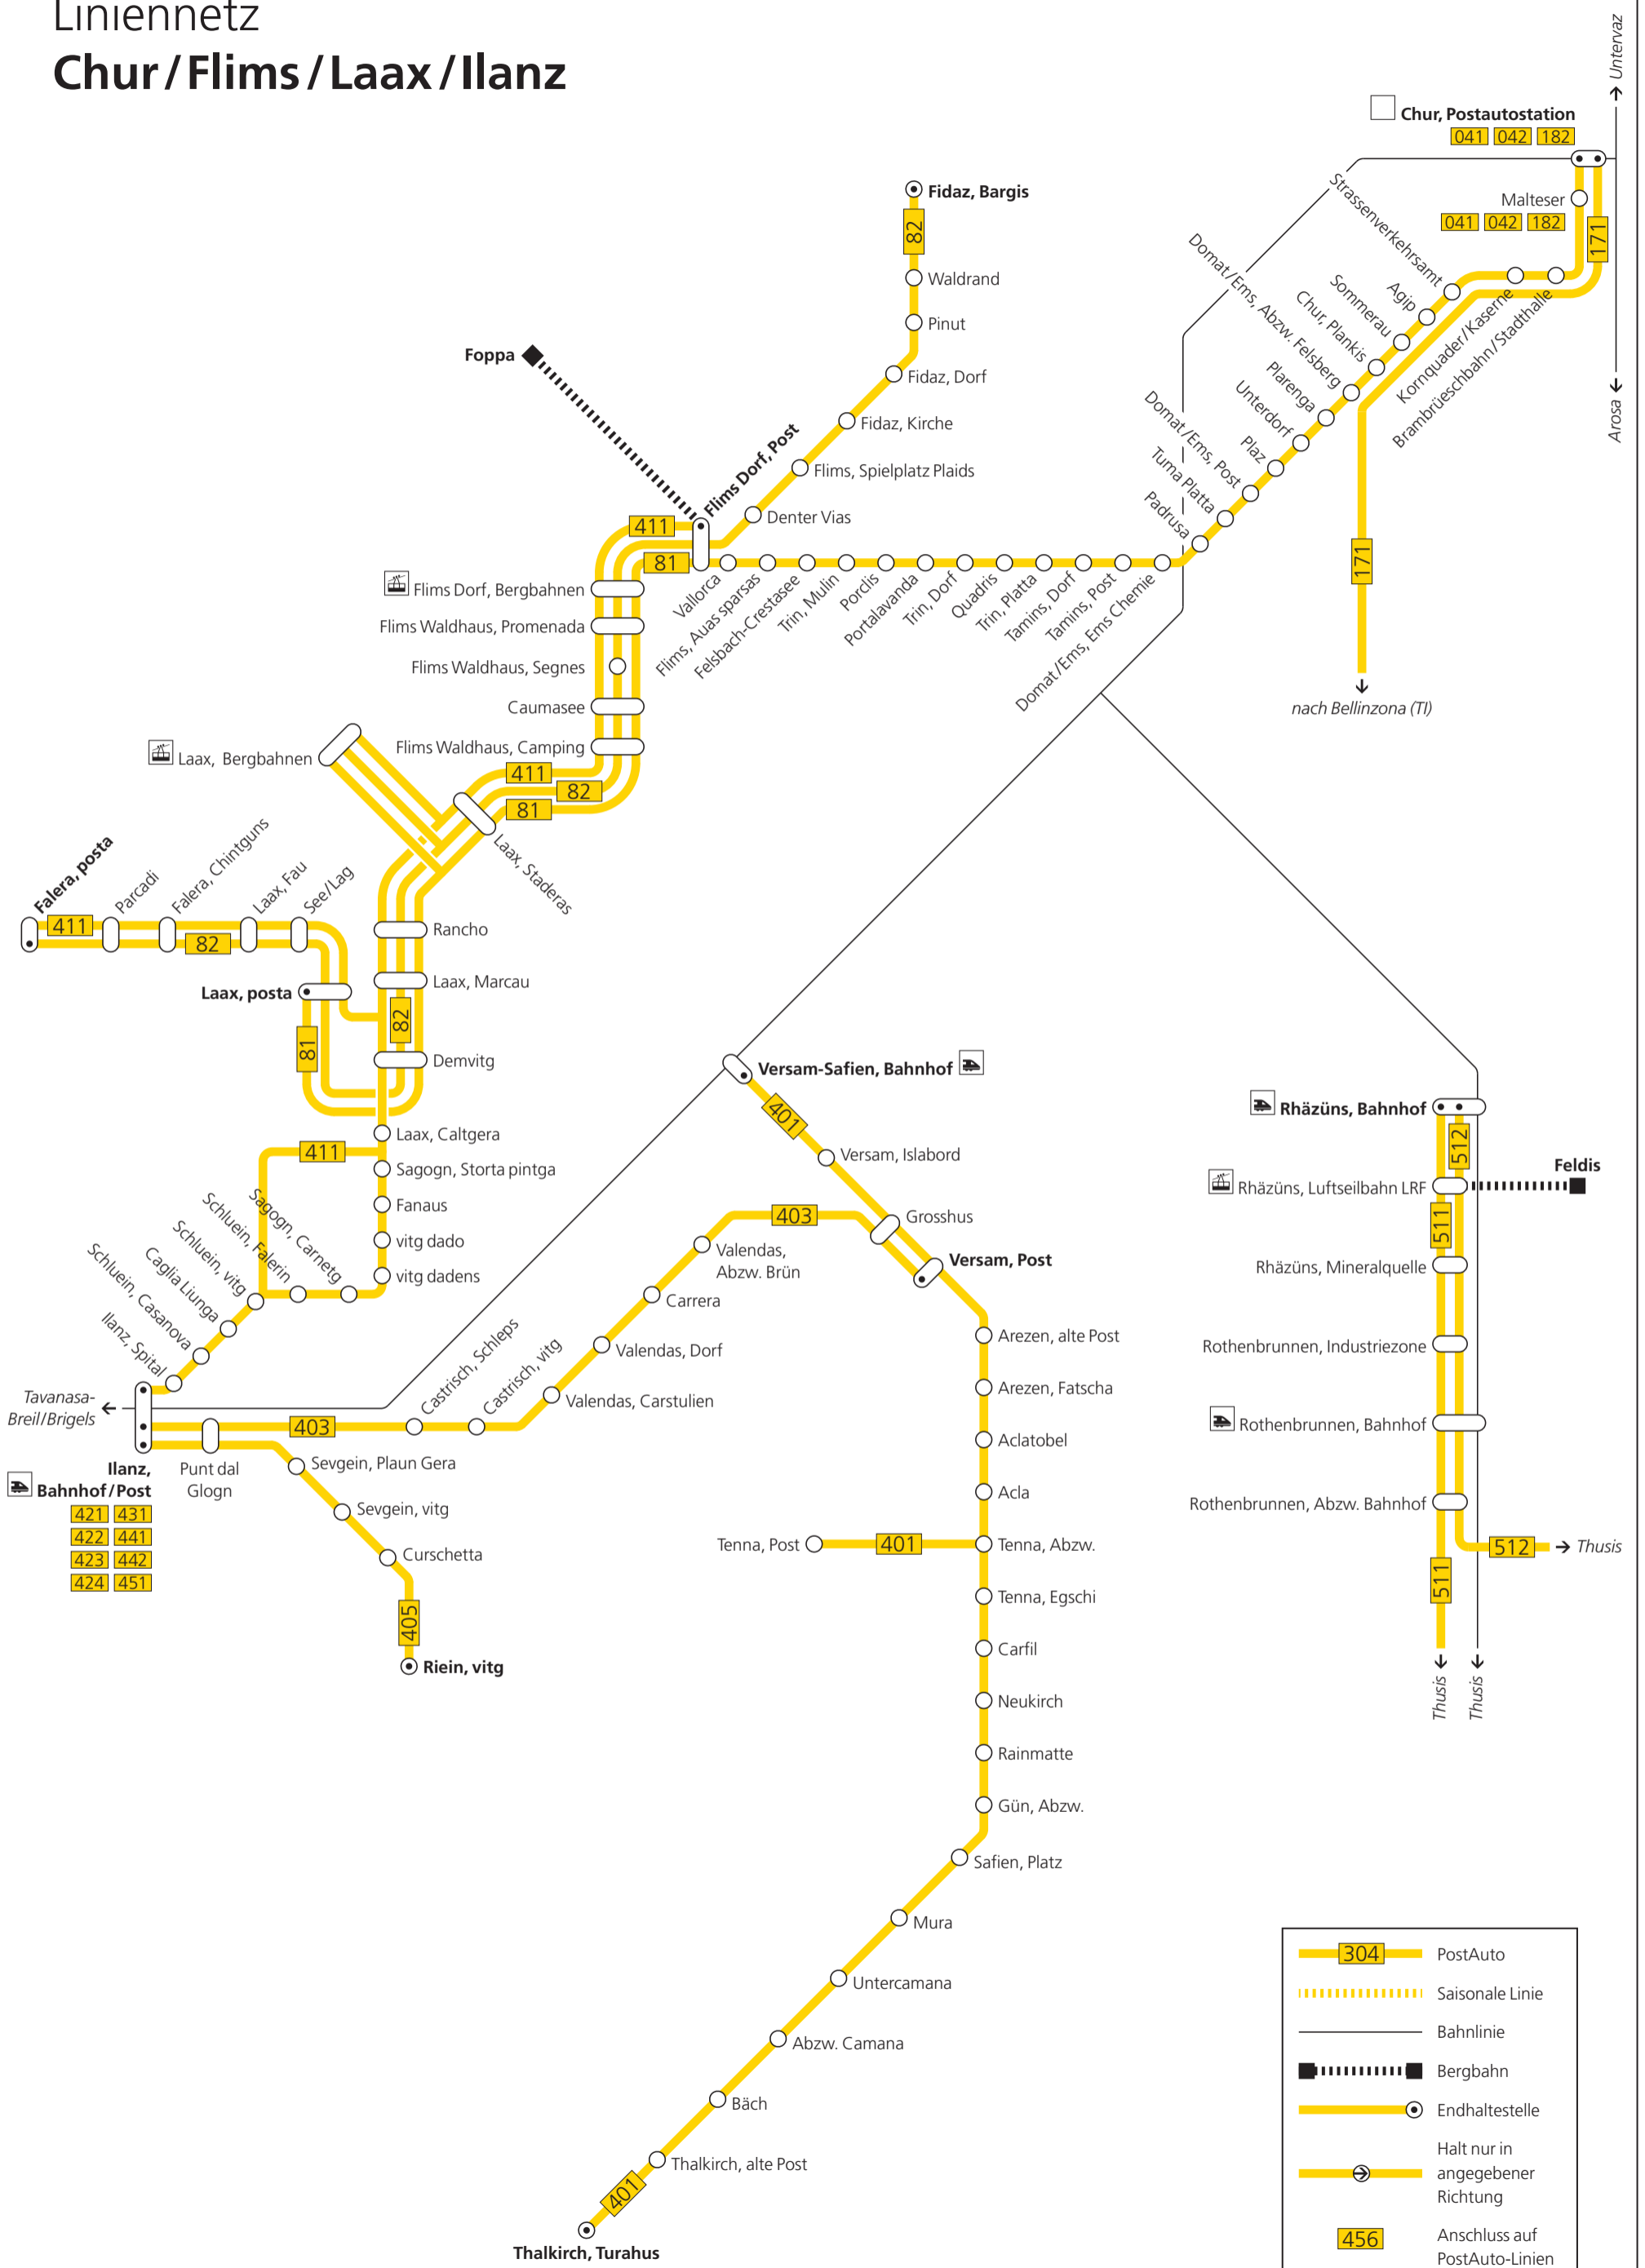 Liniennetz
Chur / Flims / Laax / Ilanz
Untervaz
Chur, Postautostation
041 042 182
Malteser
041 042 182
171
Arosa
Strassenverkehrsamt
Agip
Sommerau
Chur, Plankis
Domat/Ems, Abzw. Felsberg
Plarenga
Unterdorf
Plaz
Domat/Ems, Post
Tuma Platta
Padrusa
Kornquader/Kaserne
Brambrüeschbahn/Stadthalle
171
nach Bellinzona (TI)
Fidaz, Bargis
82
Waldrand
Pinut
Fidaz, Dorf
Fidaz, Kirche
Flims, Spielplatz Plaids
Denter Vias
Foppa
Flims Dorf, Post
411
81
Vallorca
Flims, Auas sparsas
Felsbach-Crestasee
Trin, Mulin
Porclis
Portalavanda
Trin, Dorf
Quadris
Trin, Platta
Tamins, Dorf
Tamins, Post
Domat/Ems, Ems Chemie
Flims Dorf, Bergbahnen
Flims Waldhaus, Promenada
Flims Waldhaus, Segnes
Caumasee
Flims Waldhaus, Camping
411
82
81
Laax, Bergbahnen
Laax, Staderas
Falera, posta
Parcadi
Falera, Chintguns
Laax, Fau
See/Lag
411
82
Rancho
Laax, Marcau
Laax, posta
82
81
Demvitg
Laax, Caltgera
411
Sagogn, Storta pintga
Fanaus
vitg dado
vitg dadens
Sagogn, Carnetg
Schluein, Falerin
Schluein, vitg
Caglia Liunga
Schluein, Casanova
Ilanz, Spital
Tavanasa-
Breil/Brigels
Ilanz,
Bahnhof/Post
421 431
422 441
423 442
424 451
Punt dal
Glogn
403
Castrisch, Schleps
Castrisch, vitg
Valendas, Carstulien
Valendas, Dorf
Carrera
Valendas,
Abzw. Brün
403
Sevgein, Plaun Gera
Sevgein, vitg
Curschetta
405
Riein, vitg
Versam-Safien, Bahnhof
401
Versam, Islabord
Grosshus
Versam, Post
Arezen, alte Post
Arezen, Fatscha
Aclatobel
Acla
Tenna, Post
401
Tenna, Abzw.
Tenna, Egschi
Carfil
Neukirch
Rainmatte
Gün, Abzw.
Safien, Platz
Mura
Untercamana
Abzw. Camana
Bäch
Thalkirch, alte Post
401
Thalkirch, Turahus
Rhäzüns, Bahnhof
512
Feldis
Rhäzüns, Luftseilbahn LRF
511
Rhäzüns, Mineralquelle
Rothenbrunnen, Industriezone
Rothenbrunnen, Bahnhof
Rothenbrunnen, Abzw. Bahnhof
512
Thusis
511
Thusis
Thusis
304
PostAuto
Saisonale Linie
Bahnlinie
Bergbahn
Endhaltestelle
Halt nur in
angegebener
Richtung
456
Anschluss auf
PostAuto-Linien